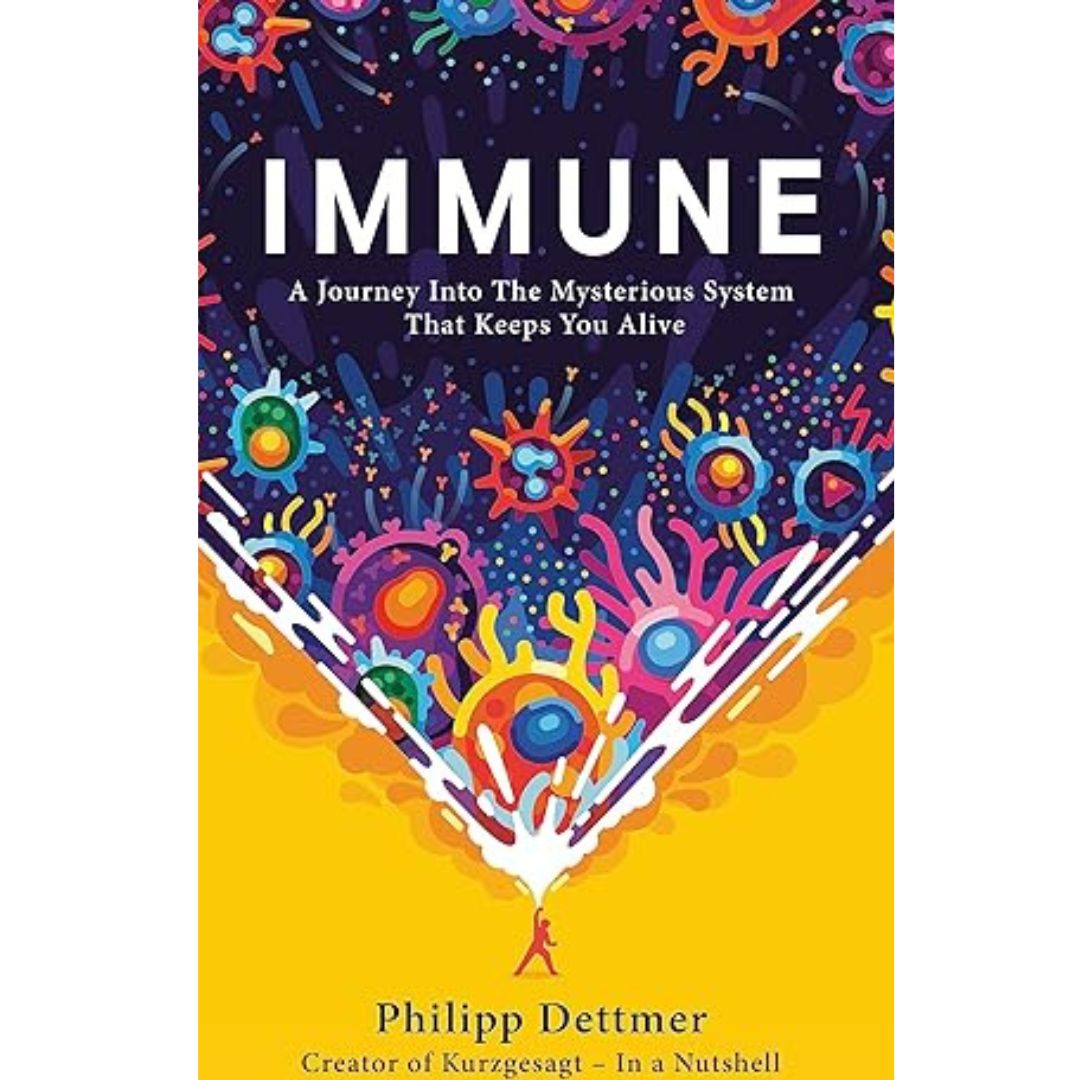 IMMUNE
A Journey Into The Mysterious System
That Keeps You Alive
Philipp Dettmer
Creator of Kurzgesagt – In a Nutshell